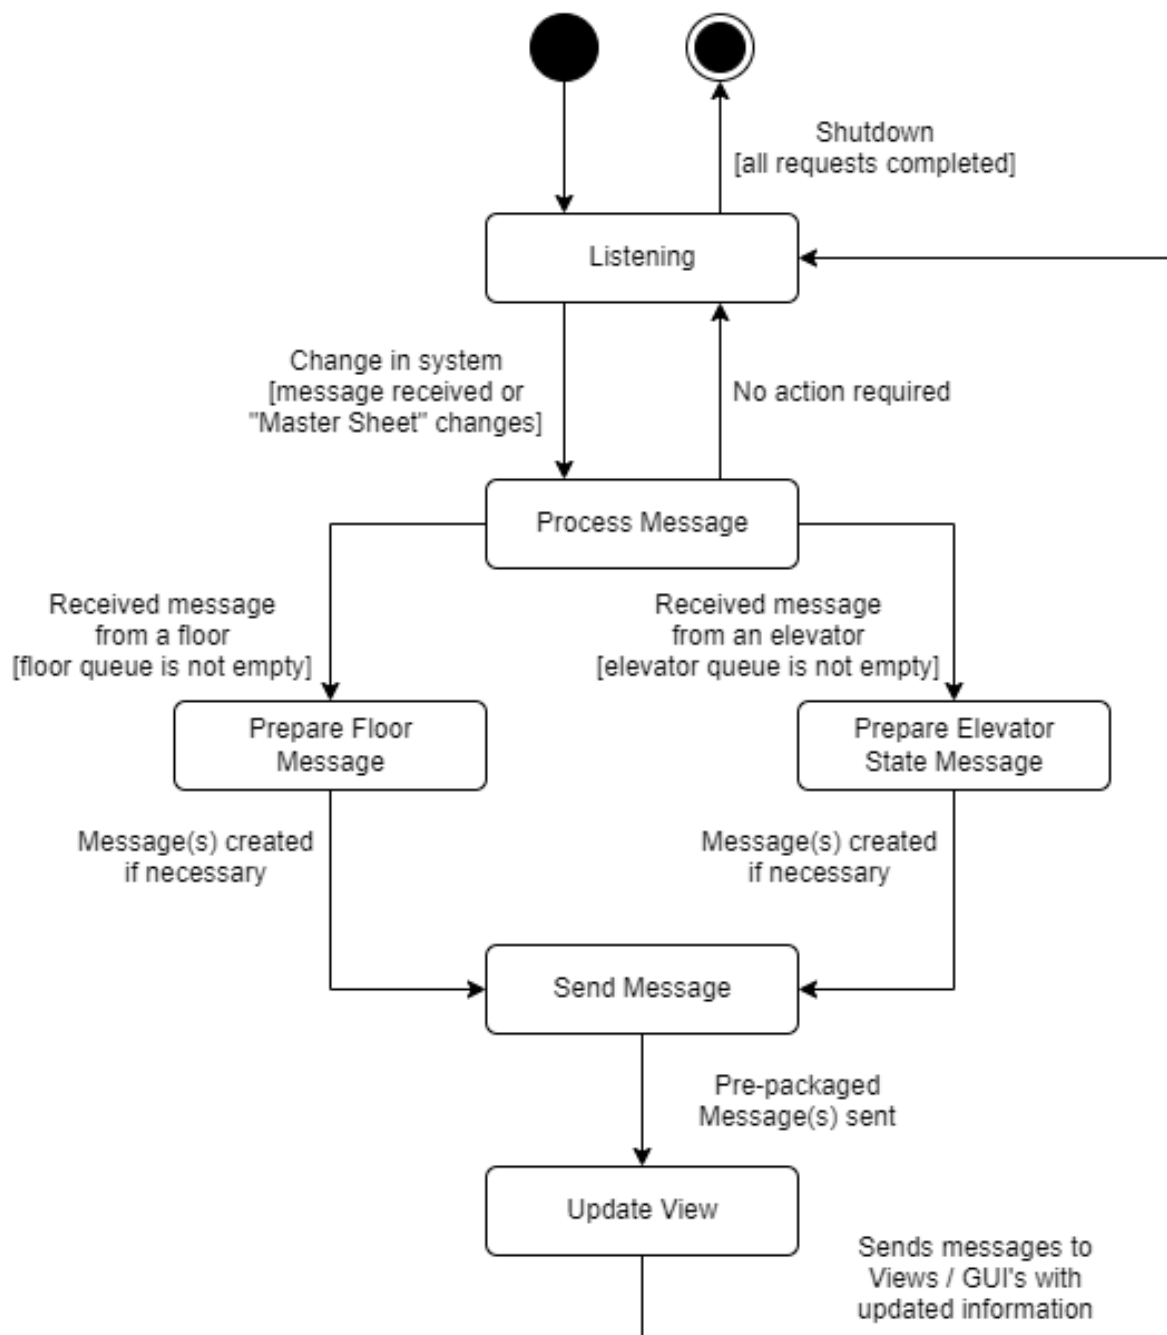 Shutdown
[all requests completed]
Listening
Change in system
[message received or
"Master Sheet" changes]
No action required
Process Message
Received message
from a floor
[floor queue is not empty]
Received message
from an elevator
[elevator queue is not empty]
Prepare Floor
Message
Prepare Elevator
State Message
Message(s) created
if necessary
Message(s) created
if necessary
Send Message
Pre-packaged
Message(s) sent
Update View
Sends messages to
Views / GUI's with
updated information